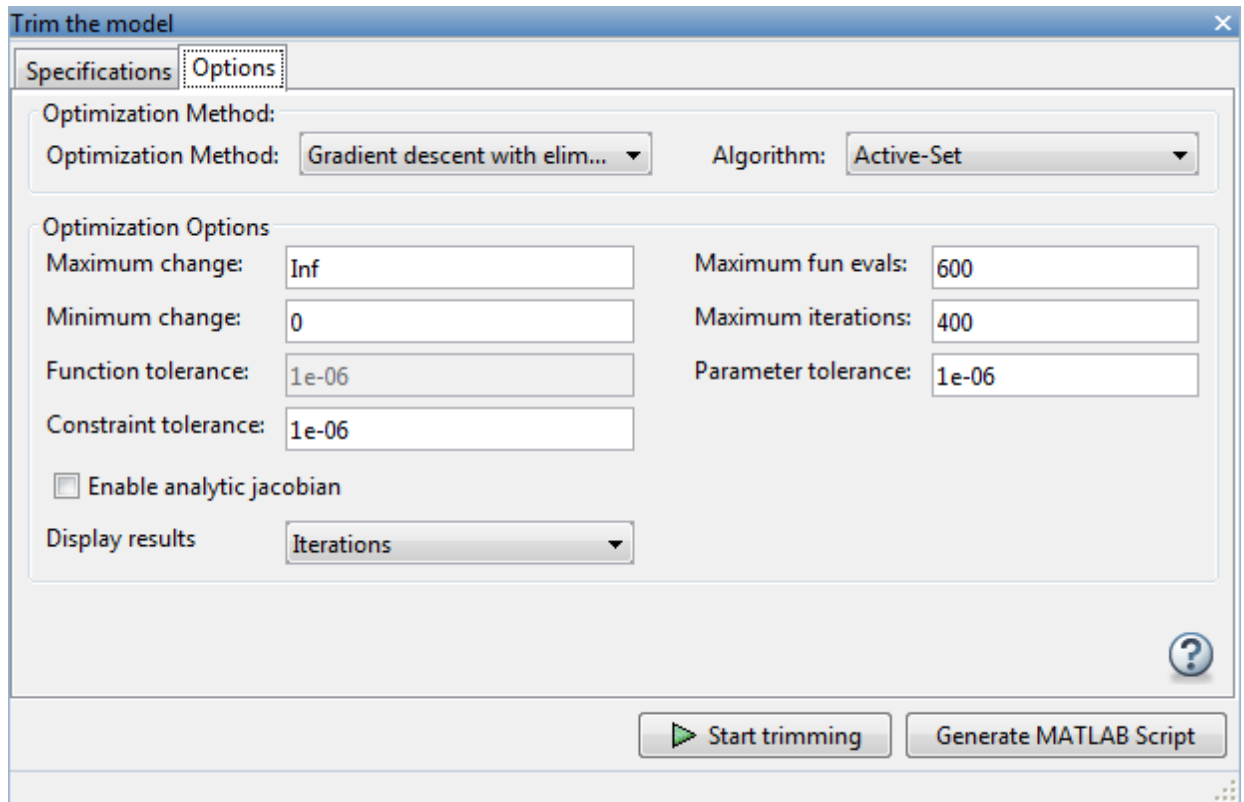 Trim the model
Specifications Options
Optimization Method:
Optimization Method: Gradient descent with elim... Algorithm: Active-Set
Optimization Options
Maximum change: Inf Maximum fun evals: 600
Minimum change: 0 Maximum iterations: 400
Function tolerance: 1e-06 Parameter tolerance: 1e-06
Constraint tolerance: 1e-06
Enable analytic jacobian
Display results Iterations
?
Start trimming Generate MATLAB Script